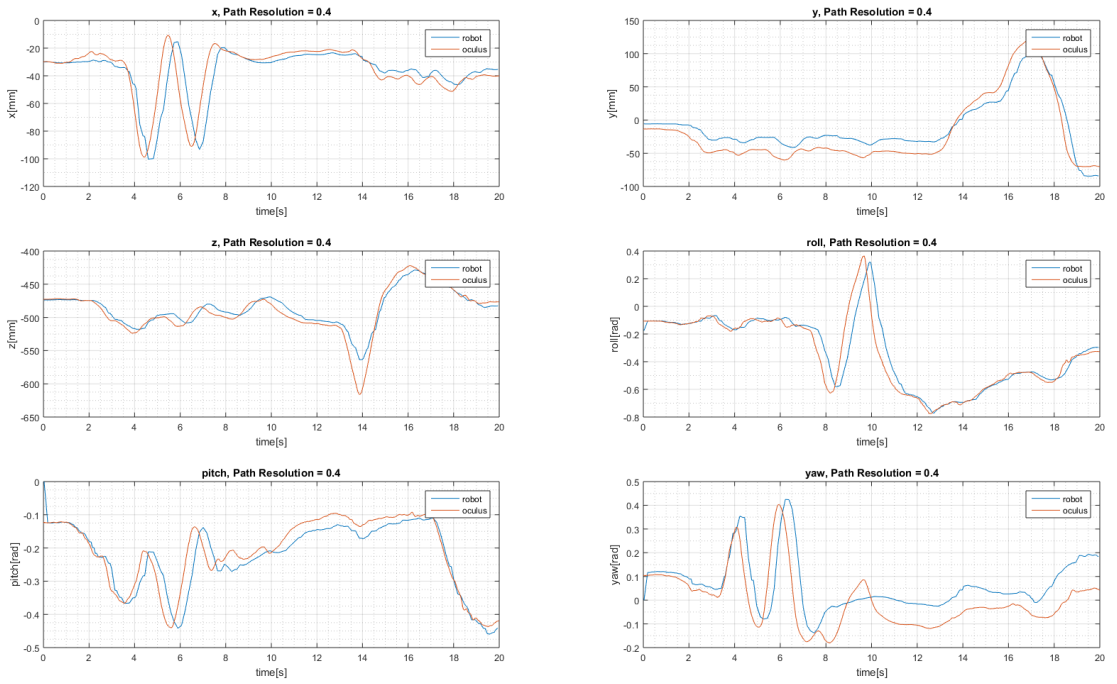 x, Path Resolution = 0.4
x[mm]
0
-20
-40
-60
-80
-100
-120
0 2 4 6 8 10 12 14 16 18 20
time[s]
robot
oculus
y, Path Resolution = 0.4
y[mm]
150
100
50
0
-50
-100
0 2 4 6 8 10 12 14 16 18 20
time[s]
robot
oculus
z, Path Resolution = 0.4
z[mm]
-400
-450
-500
-550
-600
-650
0 2 4 6 8 10 12 14 16 18 20
time[s]
robot
oculus
roll, Path Resolution = 0.4
roll[rad]
0.4
0.2
0
-0.2
-0.4
-0.6
-0.8
0 2 4 6 8 10 12 14 16 18 20
time[s]
robot
oculus
pitch, Path Resolution = 0.4
pitch[rad]
0
-0.1
-0.2
-0.3
-0.4
-0.5
0 2 4 6 8 10 12 14 16 18 20
time[s]
robot
oculus
yaw, Path Resolution = 0.4
yaw[rad]
0.5
0.4
0.3
0.2
0.1
0
-0.1
-0.2
0 2 4 6 8 10 12 14 16 18 20
time[s]
robot
oculus